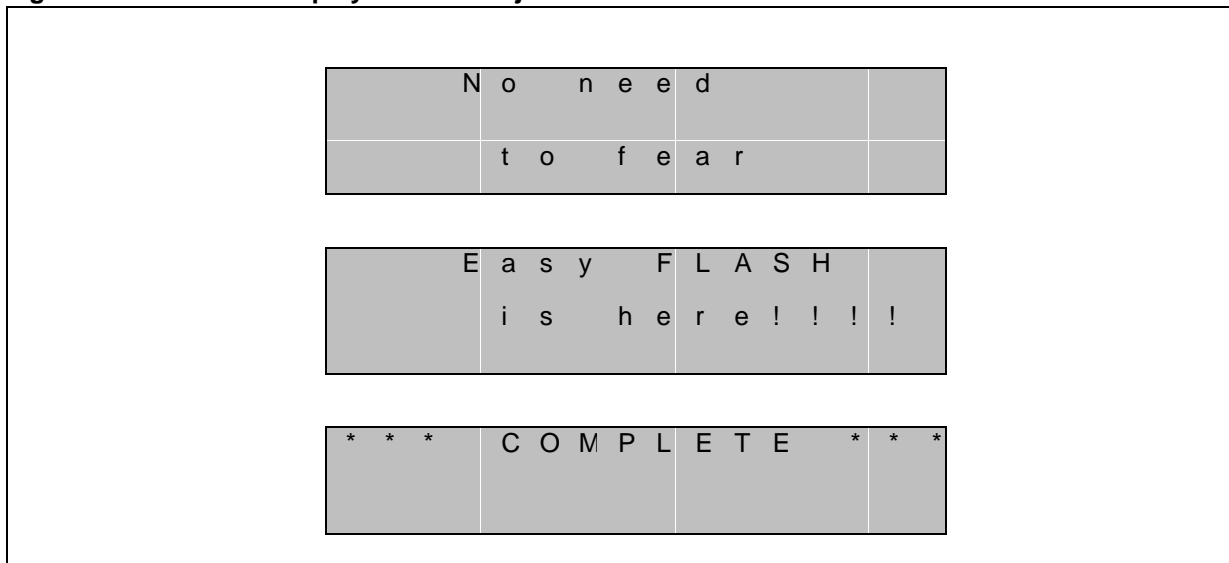 No need
to fear
Easy FLASH
is here!!!!
*** COMPLETE ***